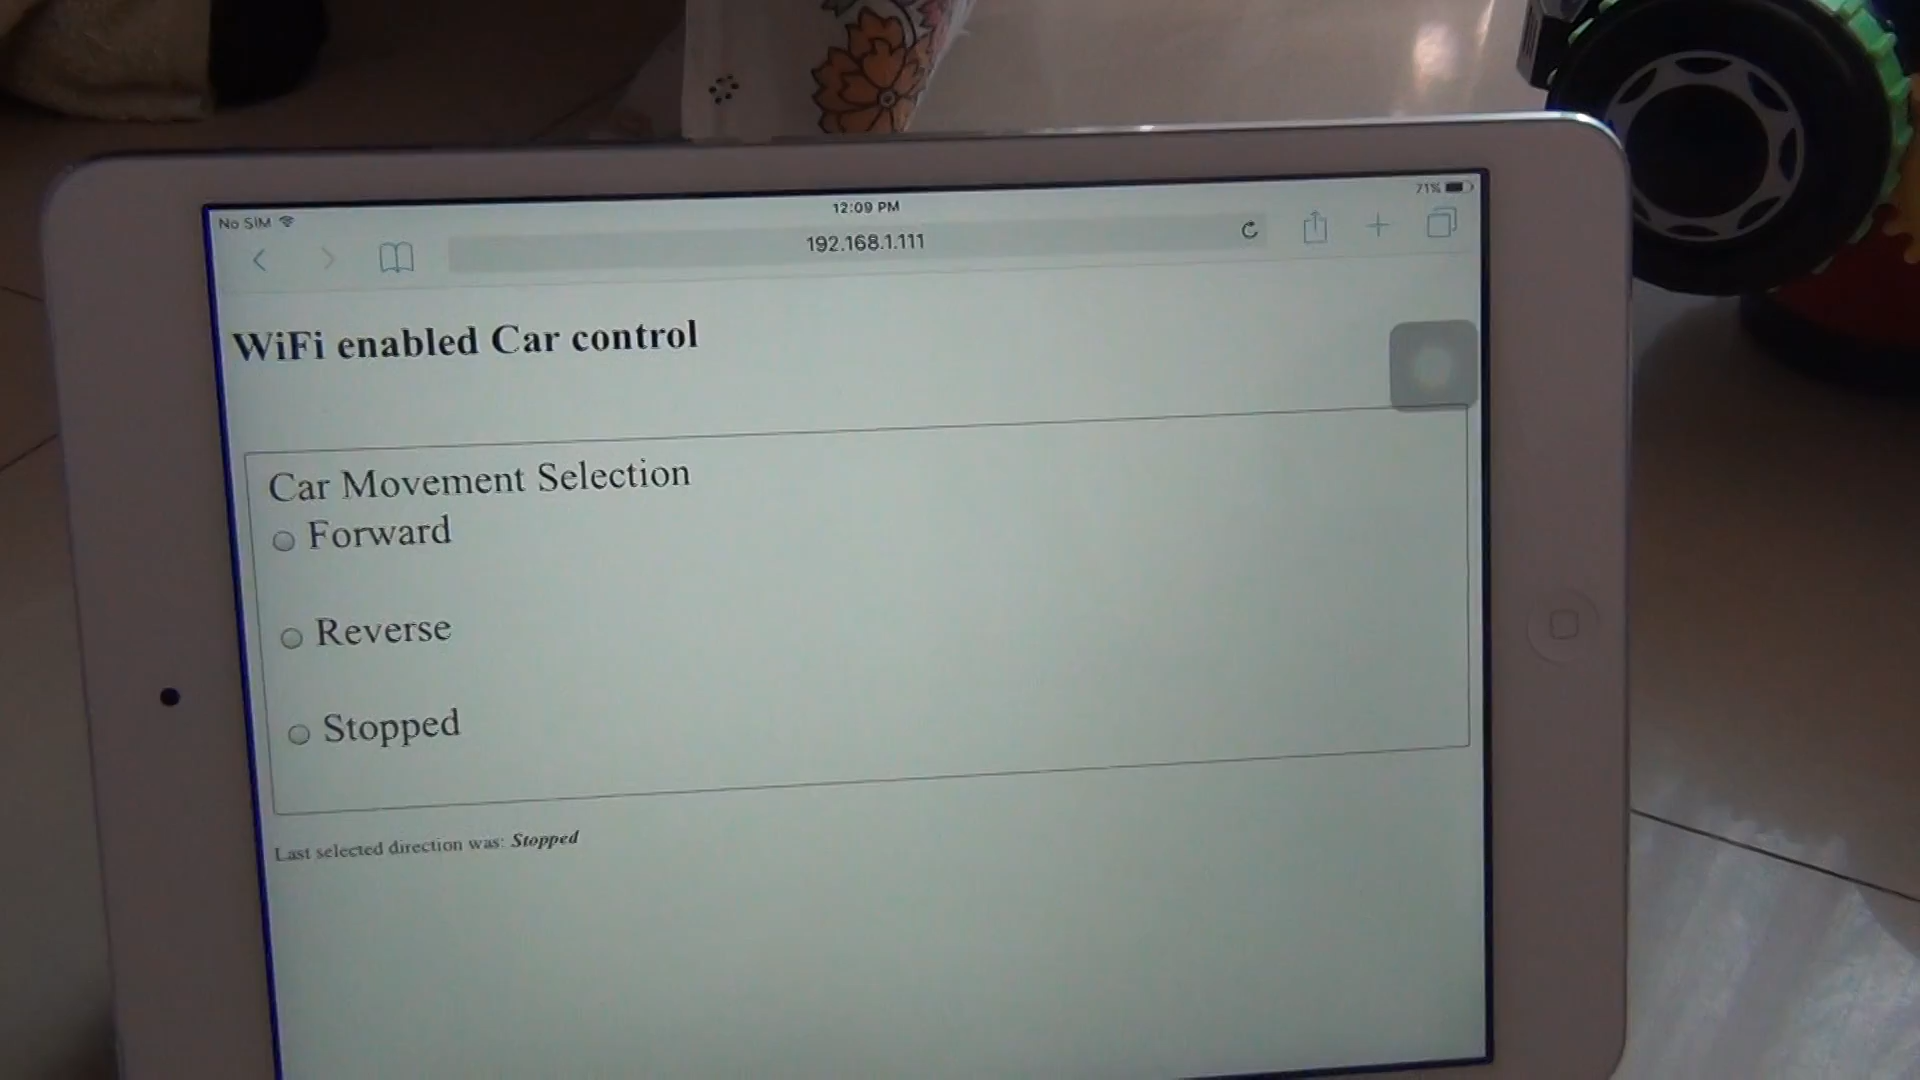 No SIM
12:09 PM
71%
192.168.1.111
WiFi enabled Car control
Car Movement Selection
Forward
Reverse
Stopped
Last selected direction was: Stopped